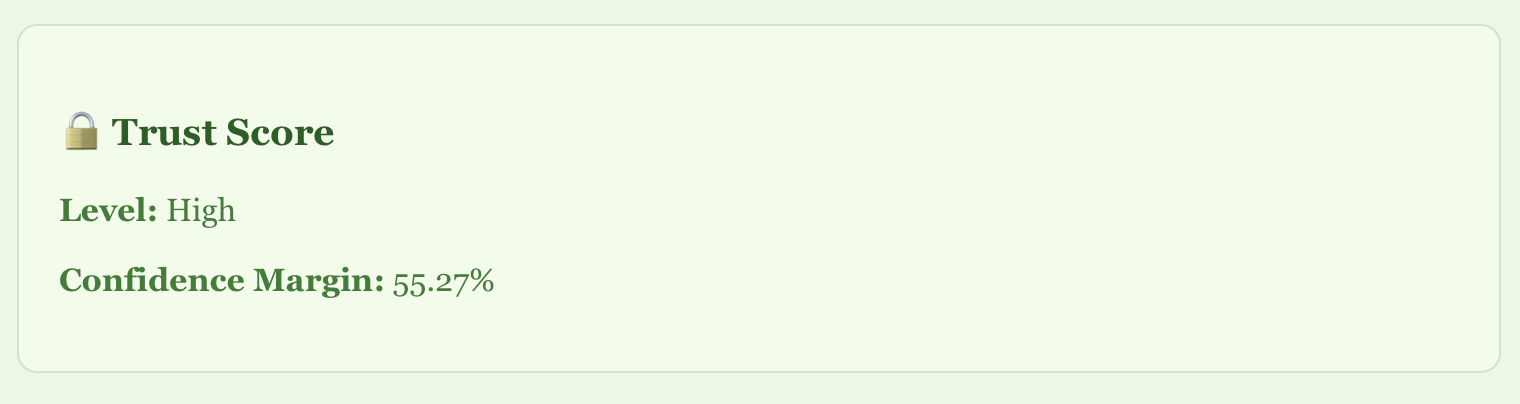 🔒 Trust Score
Level: High
Confidence Margin: 55.27%